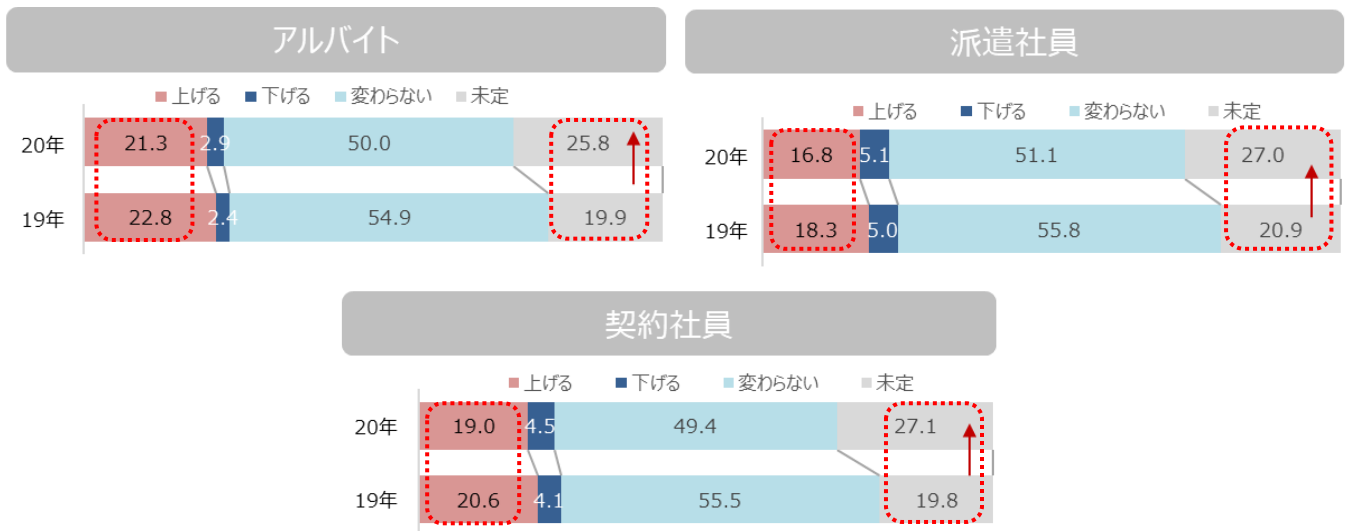 アルバイト
上げる 下げる 変わらない 未定
20年 21.3 2.9 50.0 25.8
19年 22.8 2.4 54.9 19.9
派遣社員
上げる 下げる 変わらない 未定
20年 16.8 5.1 51.1 27.0
19年 18.3 5.0 55.8 20.9
契約社員
上げる 下げる 変わらない 未定
20年 19.0 4.5 49.4 27.1
19年 20.6 4.1 55.5 19.8